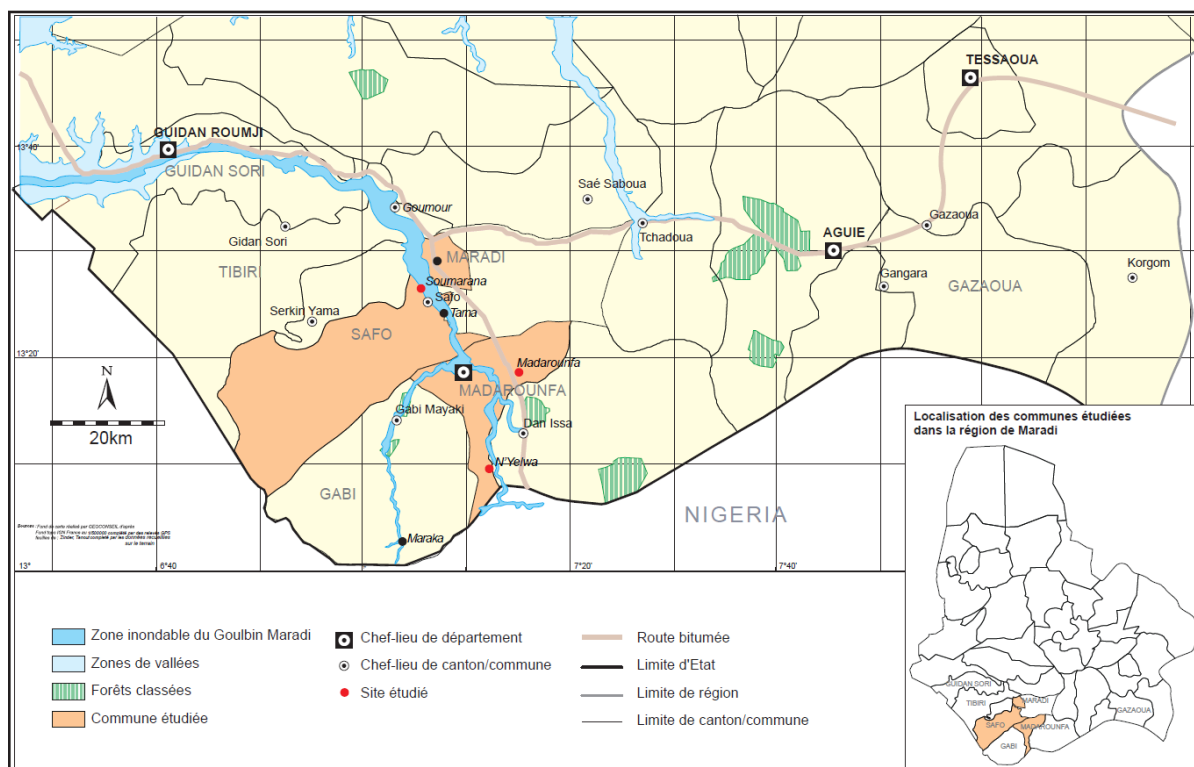 TESSAOUA
GUIDAN ROUMJI
13°40
GUIDAN SORI
Saé Saboua
Goumour
Gazaoua
Tchadoua
AGUIE
Gidan Sori
MARADI
TIBIRI
Korgom
Gangara
Soumarana
GAZAOUA
Safo
Tama
Serkin Yama
SAFO
13°20
Madarounfa
MADAROUNFA
N
20km
Gabi Mayaki
Dan Issa
N'Yelwa
GABI
NIGERIA
Maraka
13°
6°40
7°20
7°40
Localisation des communes étudiées
dans la région de Maradi
GUIDAN SORI
TIBIRI
MARADI
GAZAOUA
SAFO
MADAROUNFA
GABI
Zone inondable du Goulbin Maradi
Zones de vallées
Forêts classées
Commune étudiée
Chef-lieu de département
Chef-lieu de canton/commune
Site étudié
Route bitumée
Limite d'Etat
Limite de région
Limite de canton/commune